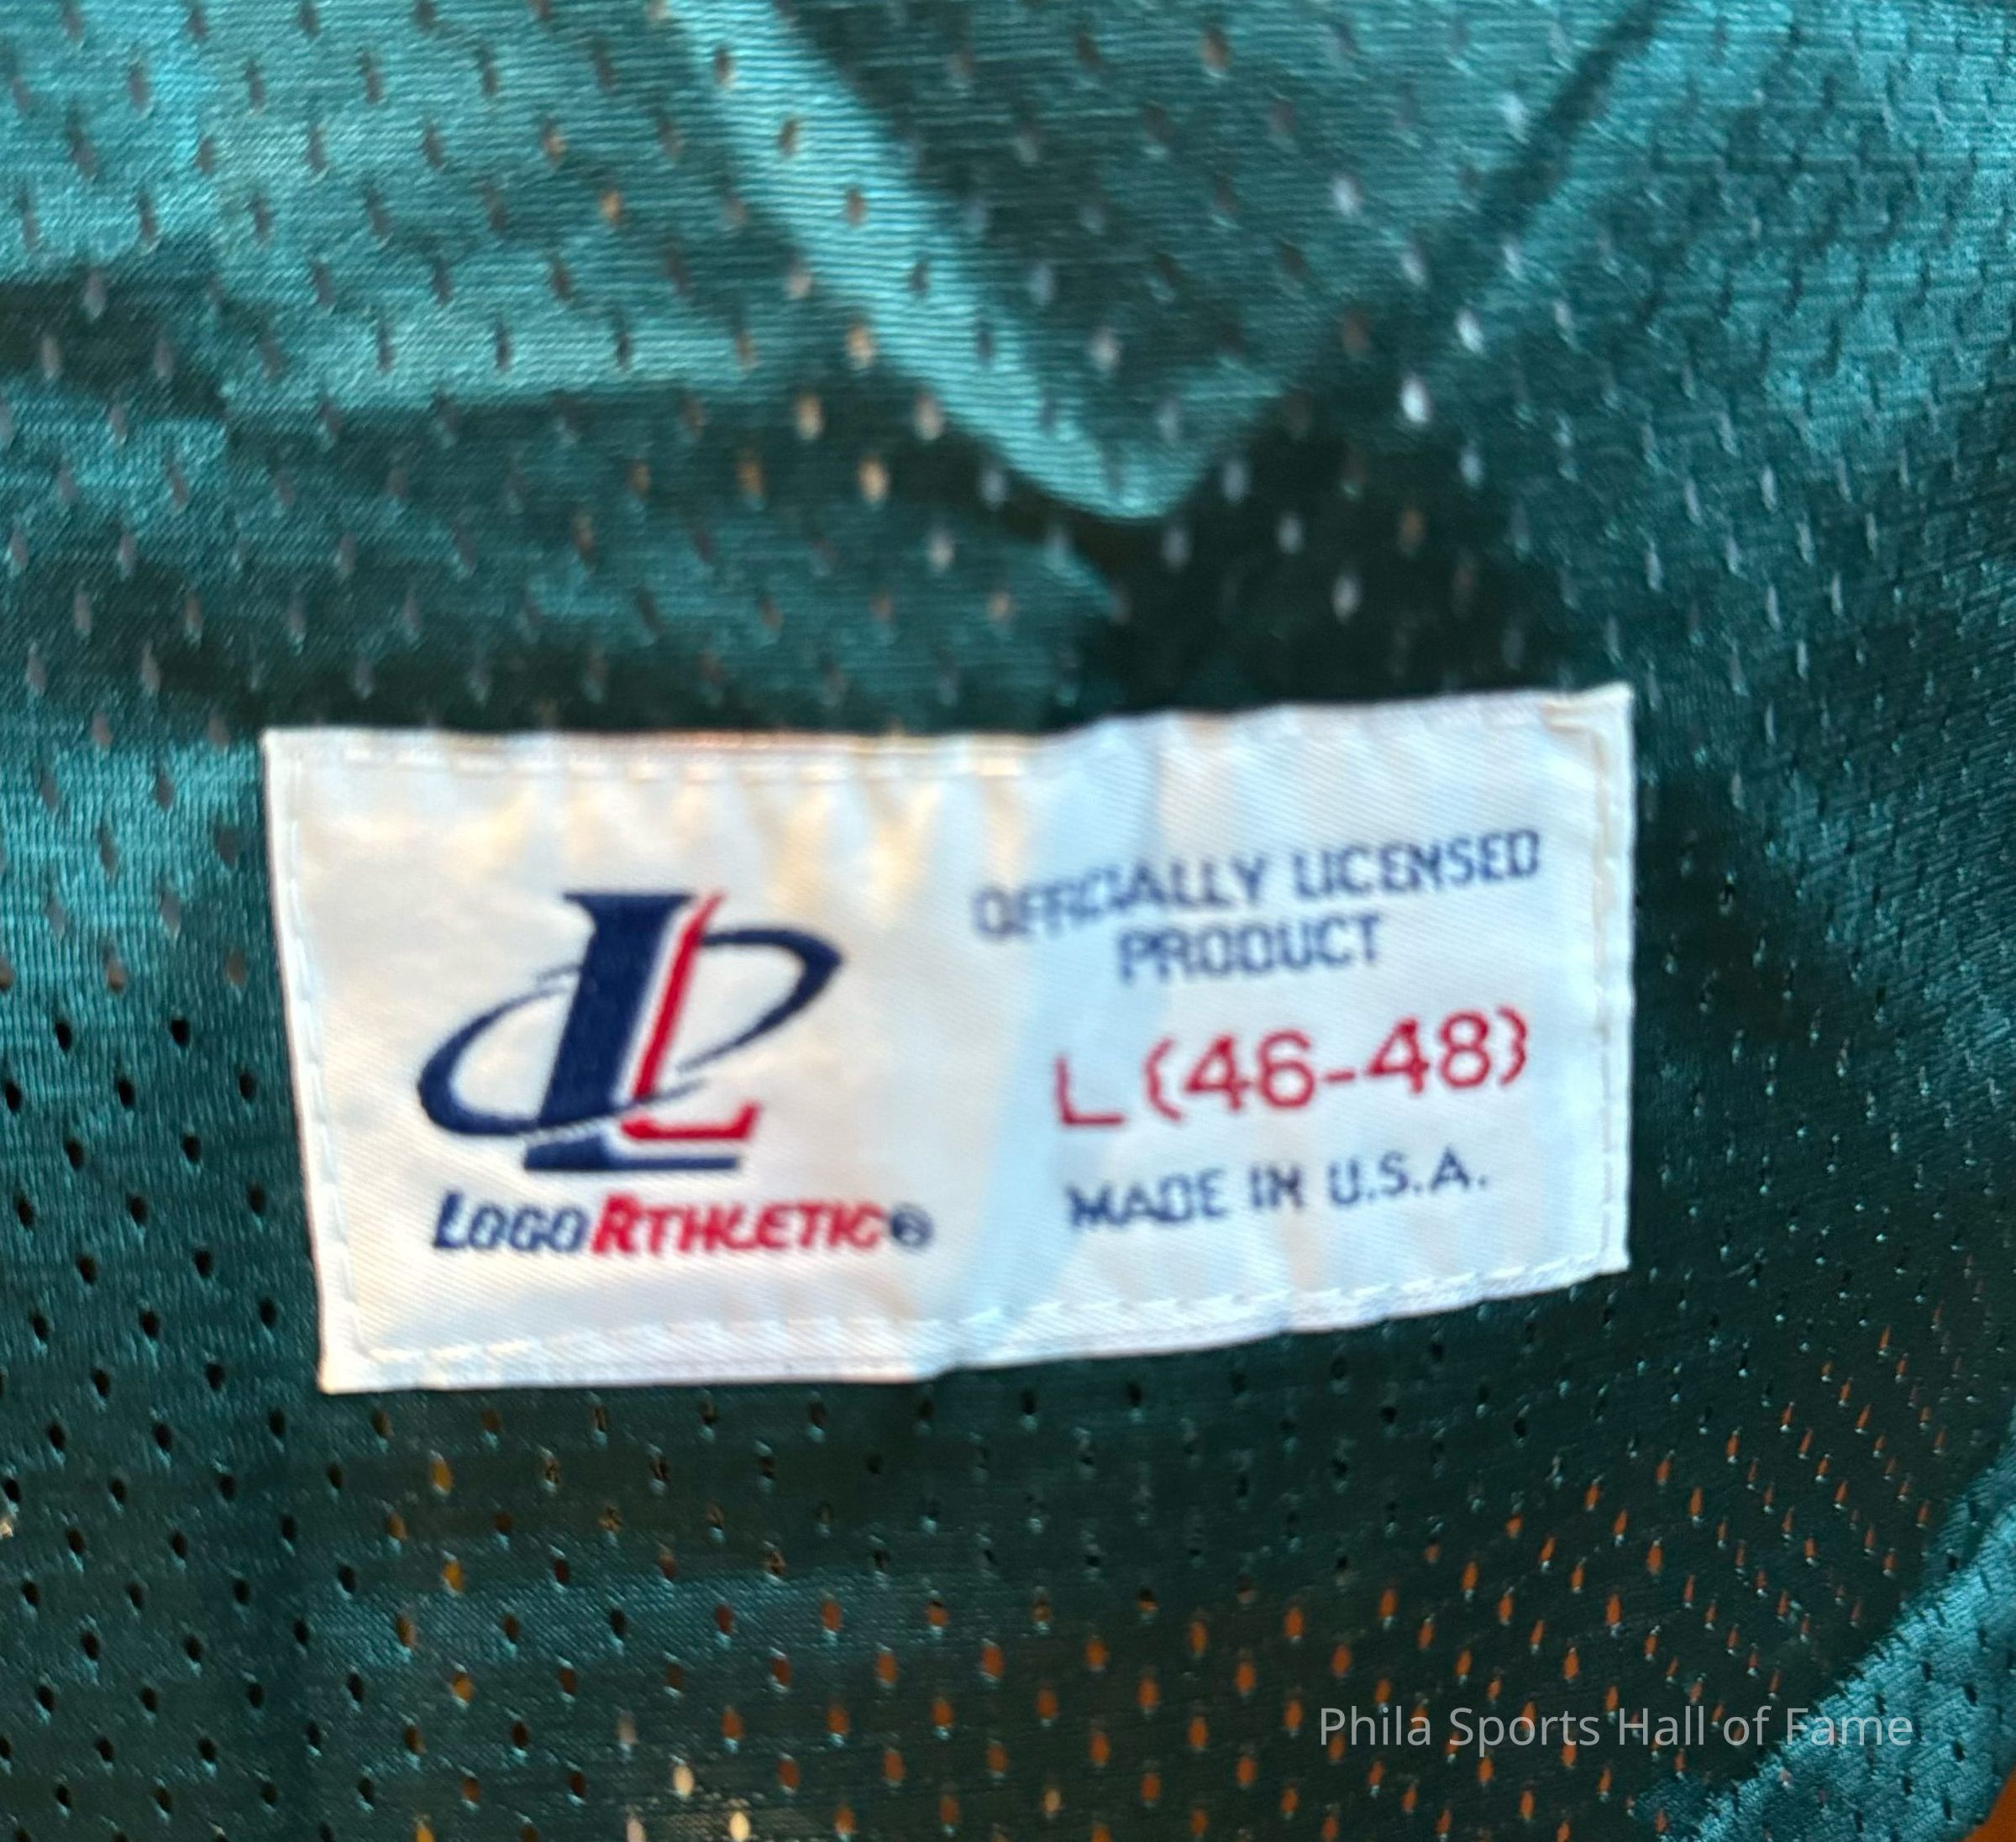 LOGO ATHLETIC®
OFFICIALLY LICENSED
PRODUCT
L (46-48)
MADE IN U.S.A.
Phila Sports Hall of Fame